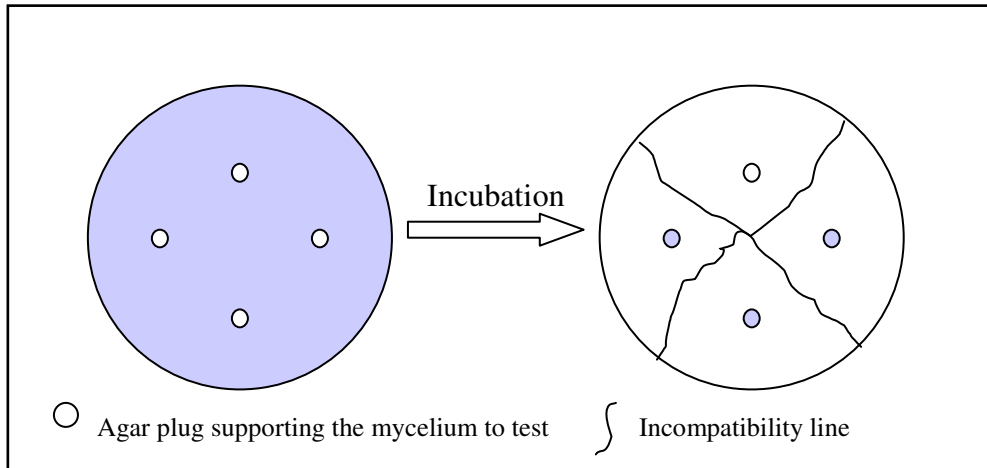 Incubation
Agar plug supporting the mycelium to test
Incompatibility line